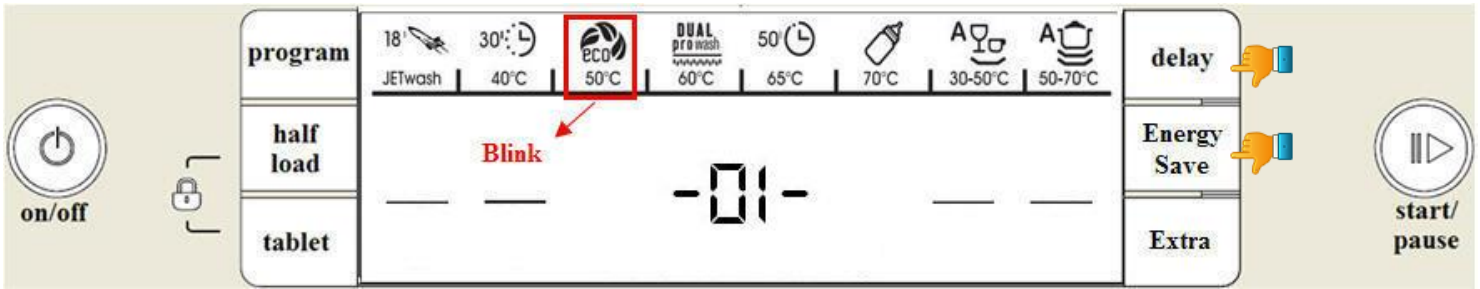 program
half
load
tablet
on/off
18'
JETwash
30'
40°C
eco
50°C
DUAL
prowash
60°C
50'
65°C
70°C
A
30-50°C
A
50-70°C
Blink
-01-
delay
Energy
Save
Extra
start/
pause